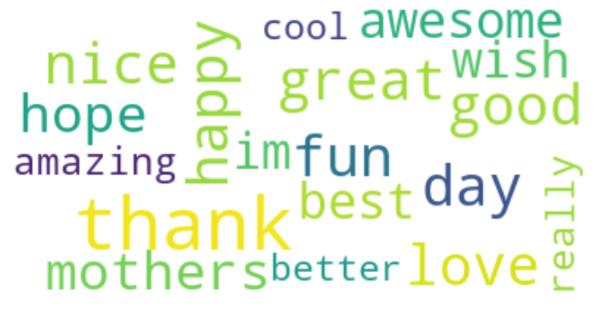 cool awesome
nice happy great wish
hope good
amazing im fun
thank best day really
mothers better love